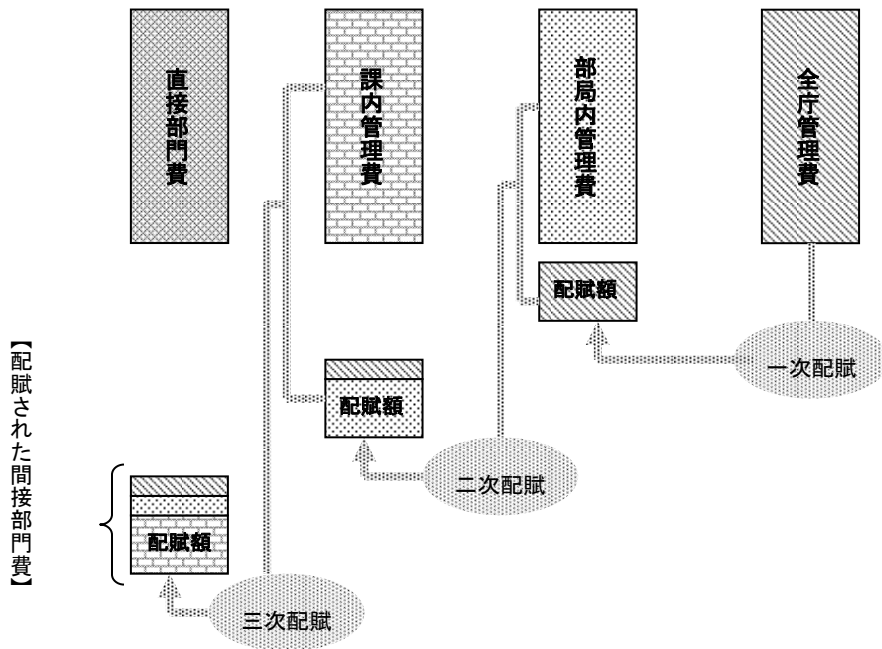 直接部門費
課内管理費
部局内管理費
全庁管理費
配賦額
一次配賦
配賦額
二次配賦
【配賦された間接部門費】
配賦額
三次配賦